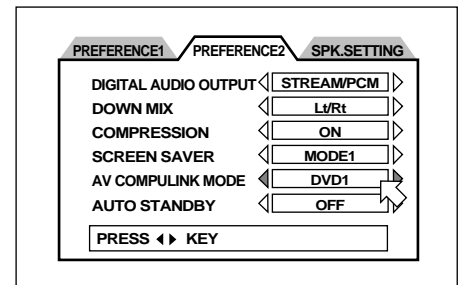 PREFERENCE1 PREFERENCE2 SPK.SETTING
DIGITAL AUDIO OUTPUT STREAM/PCM
DOWN MIX Lt/Rt
COMPRESSION ON
SCREEN SAVER MODE1
AV COMPULINK MODE DVD1
AUTO STANDBY OFF
PRESS ◀▶ KEY